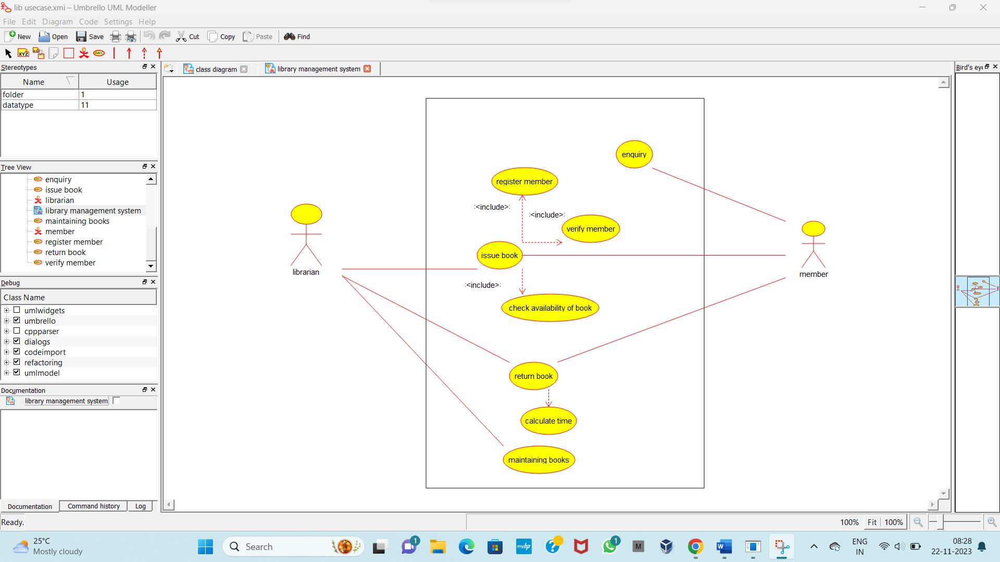 lib usecase.xmi – Umbrello UML Modeller
File Edit Diagram Code Settings Help
New Open Save Cut Copy Paste Find
XYZ XYZ ABC
Stereotypes
Name Usage
folder 1
datatype 11
Tree View
enquiry
issue book
librarian
library management system
maintaining books
member
register member
return book
verify member
Debug
Class Name
umlwidgets
umbrello
cppparser
dialogs
codeimport
refactoring
umlmodel
Documentation
library management system
Documentation Command history Log
Ready.
class diagram library management system
enquiry
register member
:<include>:
:<include>:
verify member
issue book
librarian
member
:<include>:
check availability of book
return book
calculate time
maintaining books
Bird's eye
100% Fit 100%
25°C
Mostly cloudy
Search
1
myhp
1
M
W
ENG
IN
08:28
22-11-2023